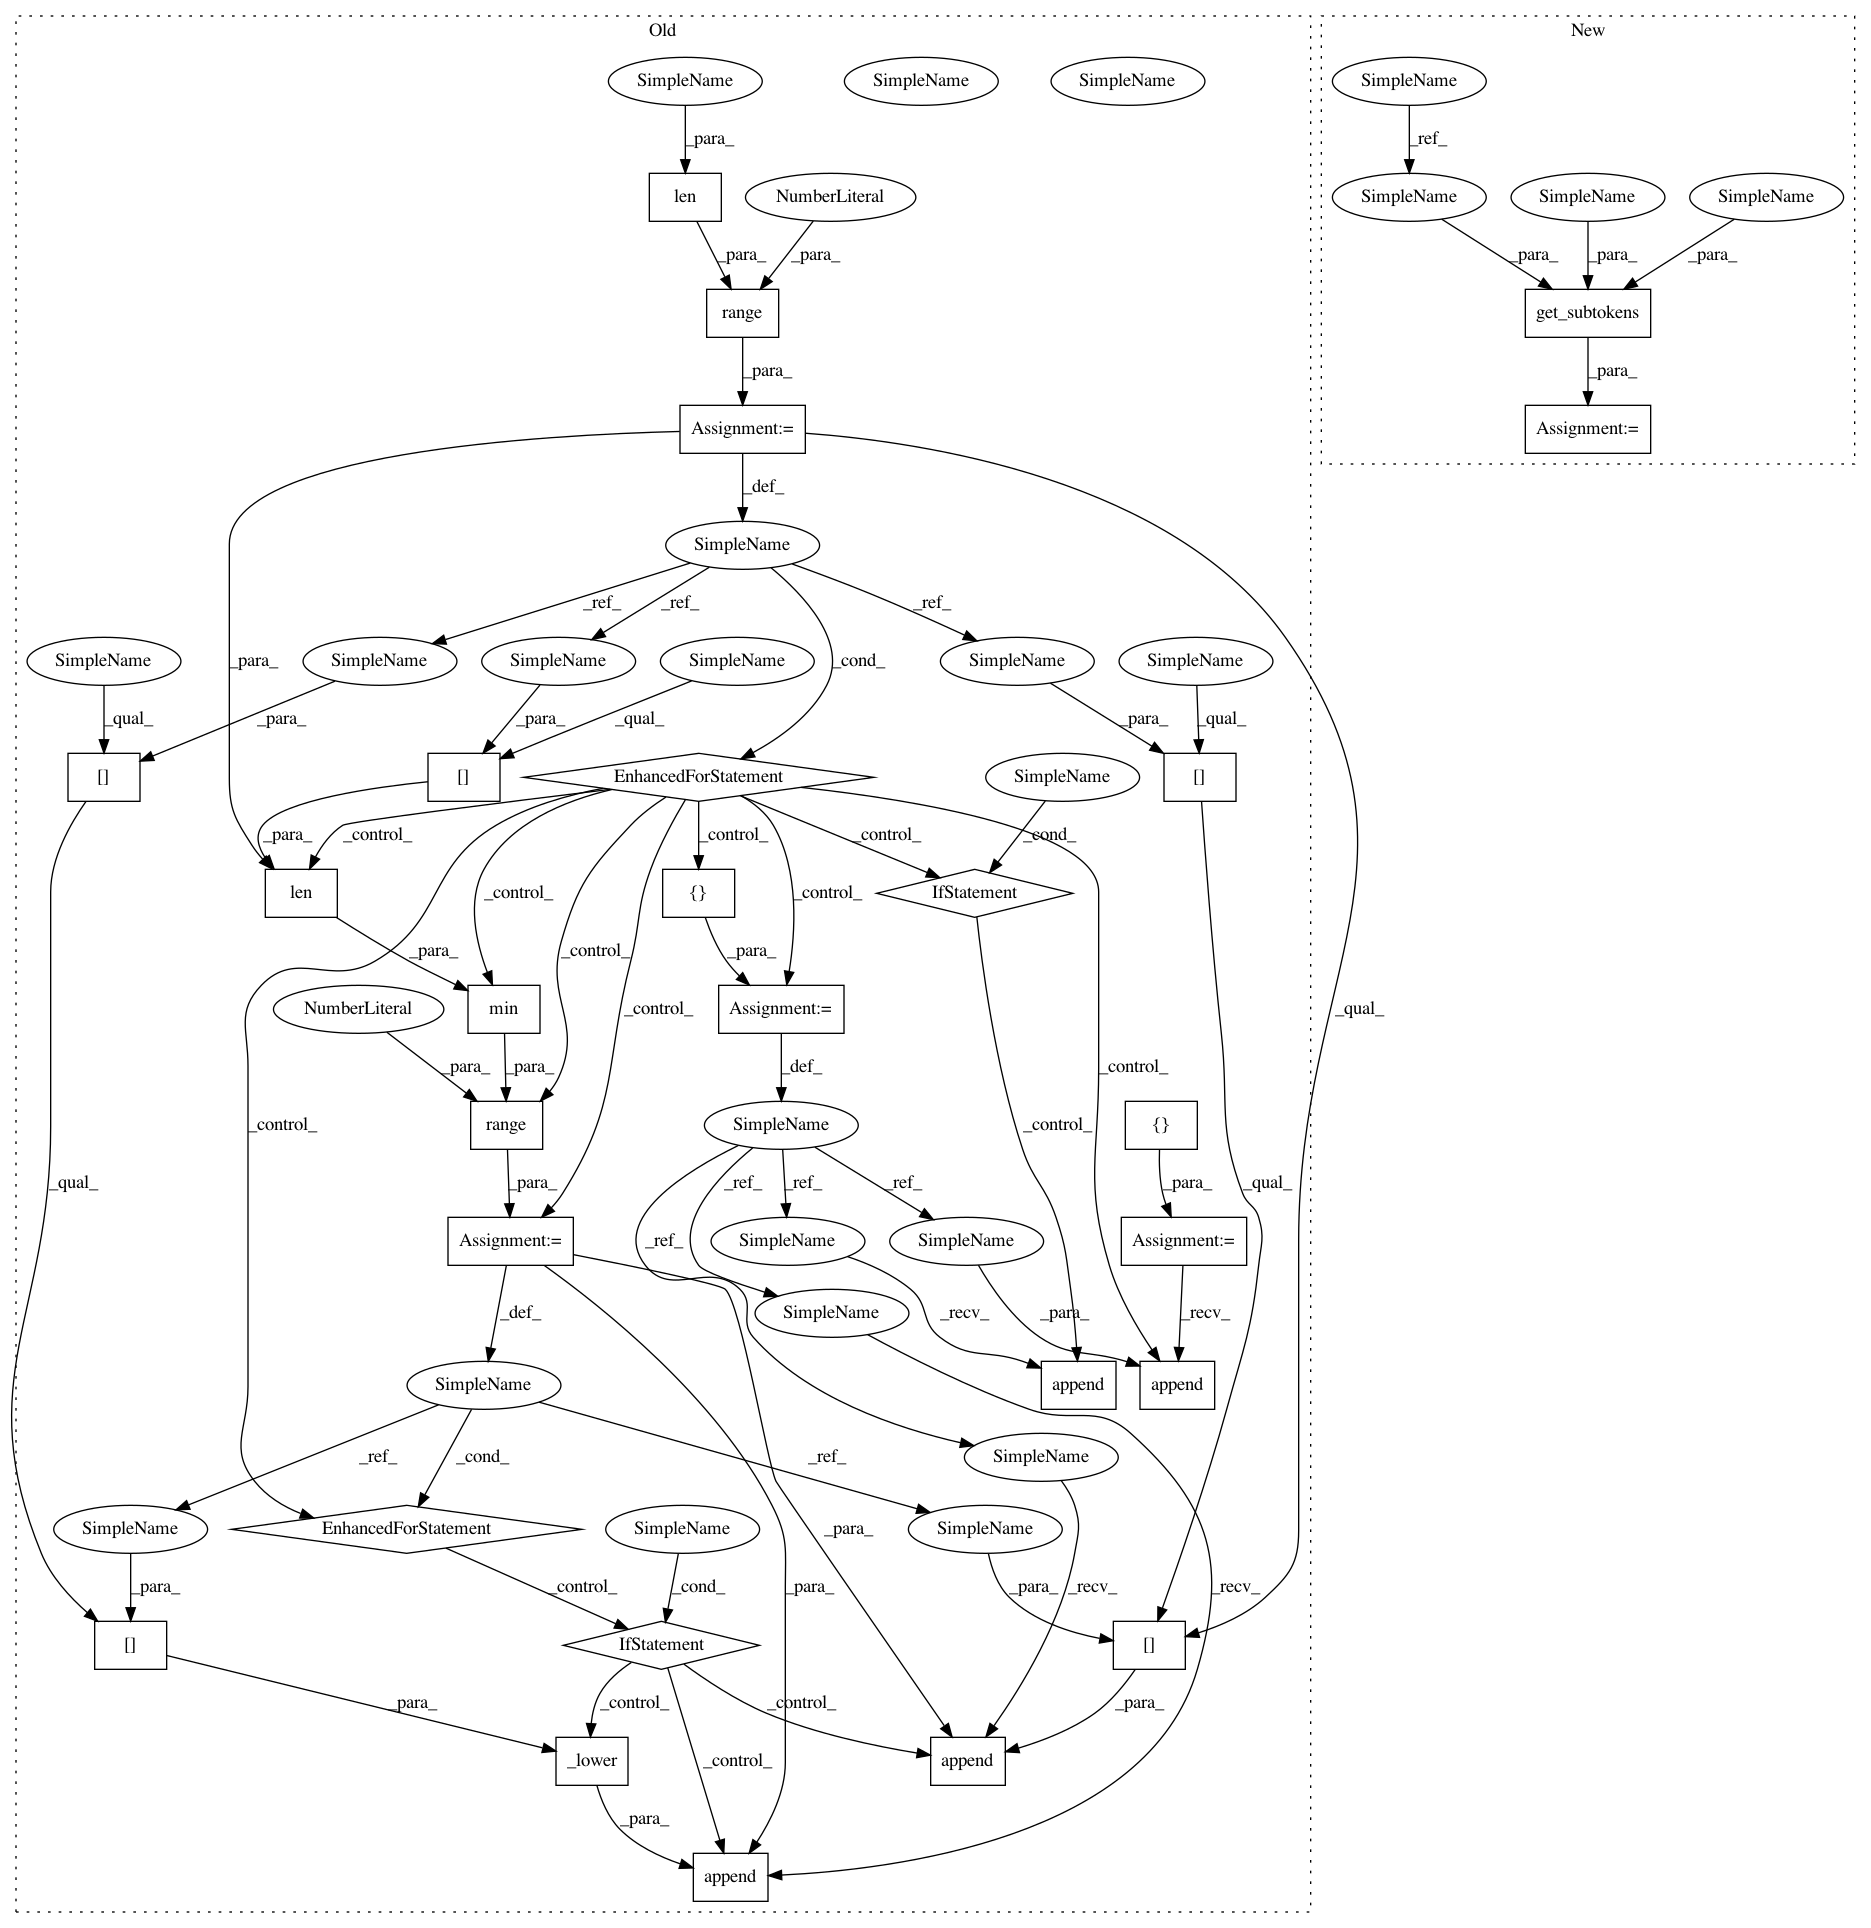 Old
New
SimpleName
SimpleName
SimpleName
SimpleName
_para_
_ref_
len
NumberLiteral
SimpleName
SimpleName
SimpleName
_para_
_para_
_para_
_para_
_para_
range
get_subtokens
_para_
_para_
Assignment:=
Assignment:=
_def_
SimpleName
_ref_
_ref_
_ref_
SimpleName
SimpleName
SimpleName
SimpleName
_para_
_cond_
SimpleName
SimpleName
_qual_
_para_
_para_
_qual_
_para_
_qual_
[]
[]
EnhancedForStatement
SimpleName
[]
_para_
_control_
_control_
_control_
_cond_
len
{}
_control_
_control_
IfStatement
_para_
_control_
_para_
NumberLiteral
min
_control_
Assignment:=
_qual_
_para_
_para_
_def_
_control_
_control_
range
SimpleName
_control_
{}
_para_
_ref_
_ref_
_ref_
_para_
_qual_
_qual_
Assignment:=
_ref_
SimpleName
SimpleName
Assignment:=
_def_
SimpleName
_recv_
_para_
_recv_
SimpleName
append
append
_ref_
_cond_
_ref_
SimpleName
SimpleName
EnhancedForStatement
SimpleName
_para_
SimpleName
_para_
_control_
_cond_
_para_
_para_
_recv_
_recv_
[]
IfStatement
[]
_para_
_control_
_control_
_para_
_lower
_control_
append
_para_
append